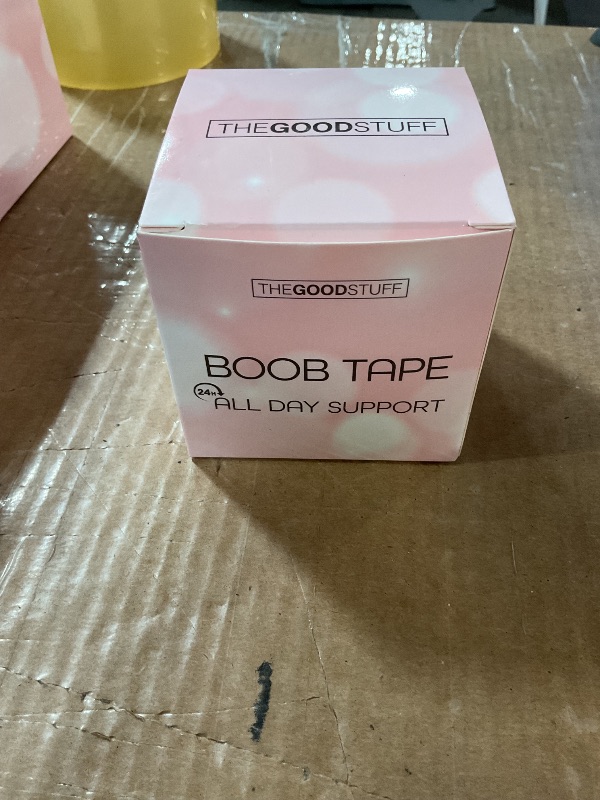 THEGOODSTUFF
THEGOODSTUFF
BOOB TAPE
24H
ALL DAY SUPPORT